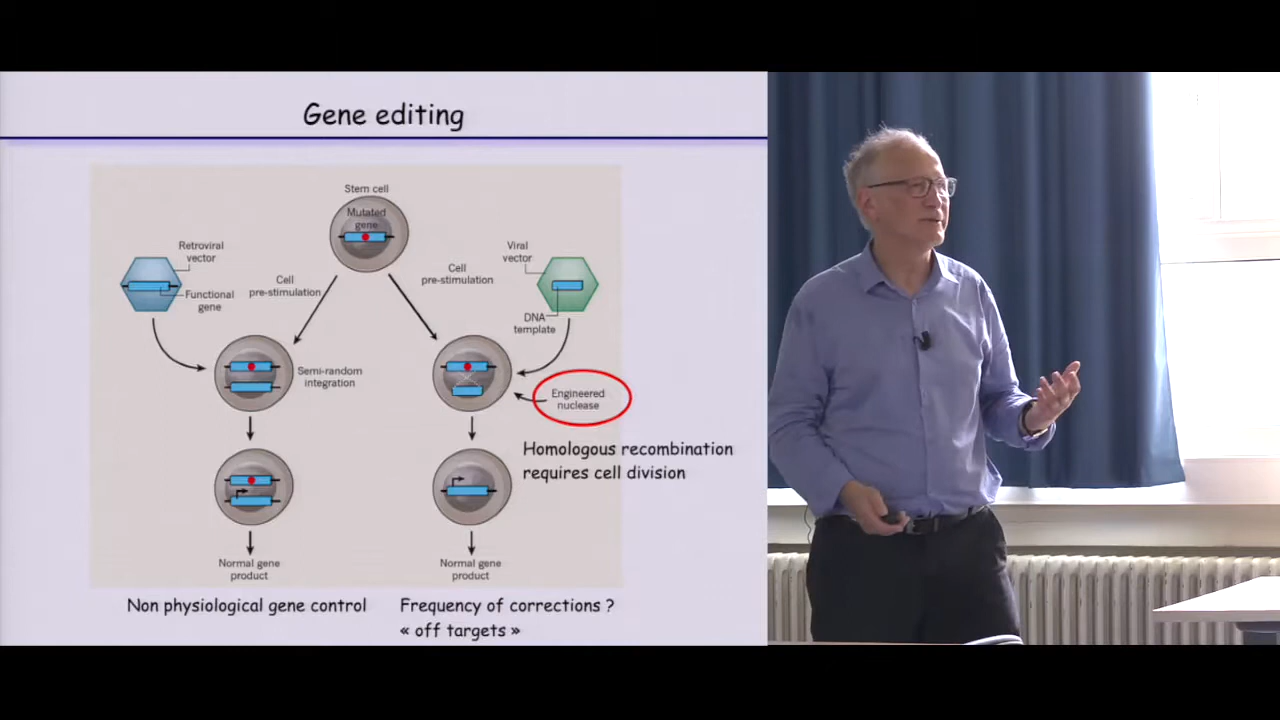 Gene editing
Stem cell
Mutated
gene
Retroviral
vector
Functional
gene
Cell
pre-stimulation
Cell
pre-stimulation
Viral
vector
DNA
template
Semi-random
integration
Engineered
nuclease
Homologous recombination
requires cell division
Normal gene
product
Normal gene
product
Non physiological gene control
Frequency of corrections ?
« off targets »